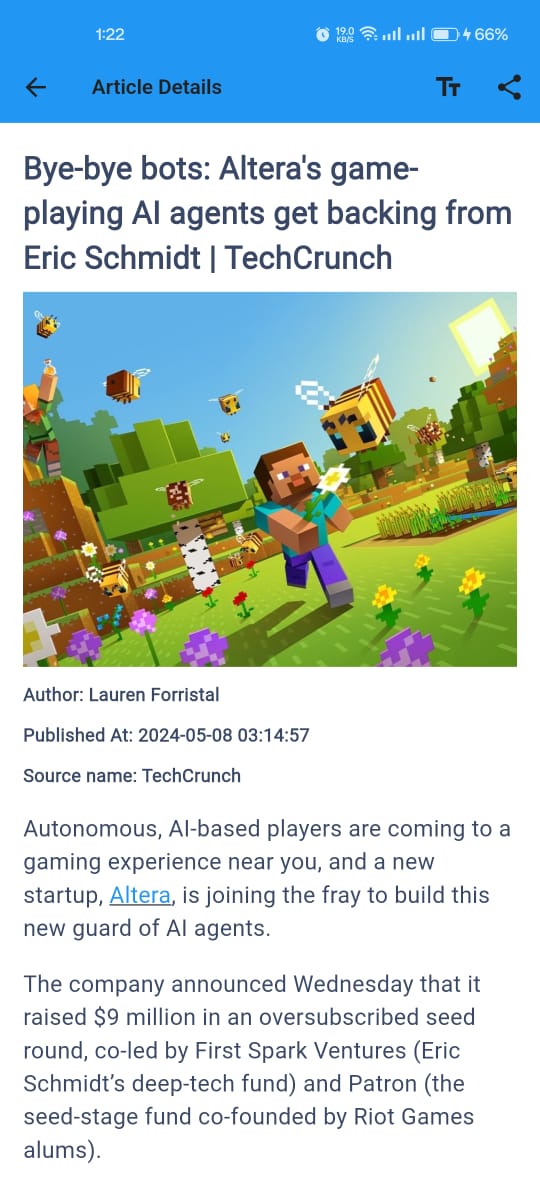 1:22
19.0
KB/S
66%
Article Details
Bye-bye bots: Altera's game-
playing AI agents get backing from
Eric Schmidt | TechCrunch
Author: Lauren Forristal
Published At: 2024-05-08 03:14:57
Source name: TechCrunch
Autonomous, AI-based players are coming to a
gaming experience near you, and a new
startup, Altera, is joining the fray to build this
new guard of AI agents.
The company announced Wednesday that it
raised $9 million in an oversubscribed seed
round, co-led by First Spark Ventures (Eric
Schmidt’s deep-tech fund) and Patron (the
seed-stage fund co-founded by Riot Games
alums).